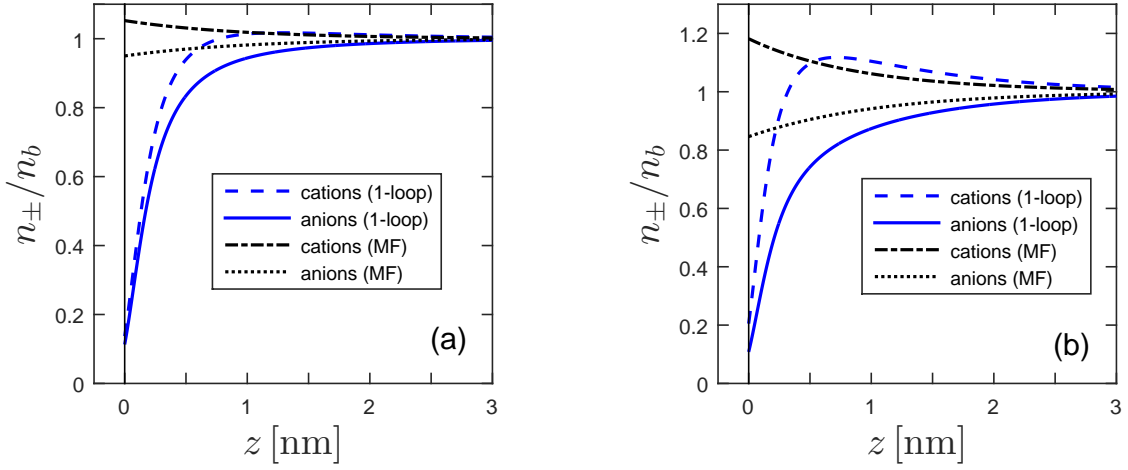 1
0.8
0.6
0.4
0.2
0
n±/nb
cations (1-loop)
anions (1-loop)
cations (MF)
anions (MF)
(a)
0 1 2 3
z [nm]
1.2
1.0
0.8
0.6
0.4
0.2
0
n±/nb
cations (1-loop)
anions (1-loop)
cations (MF)
anions (MF)
(b)
0 1 2 3
z [nm]